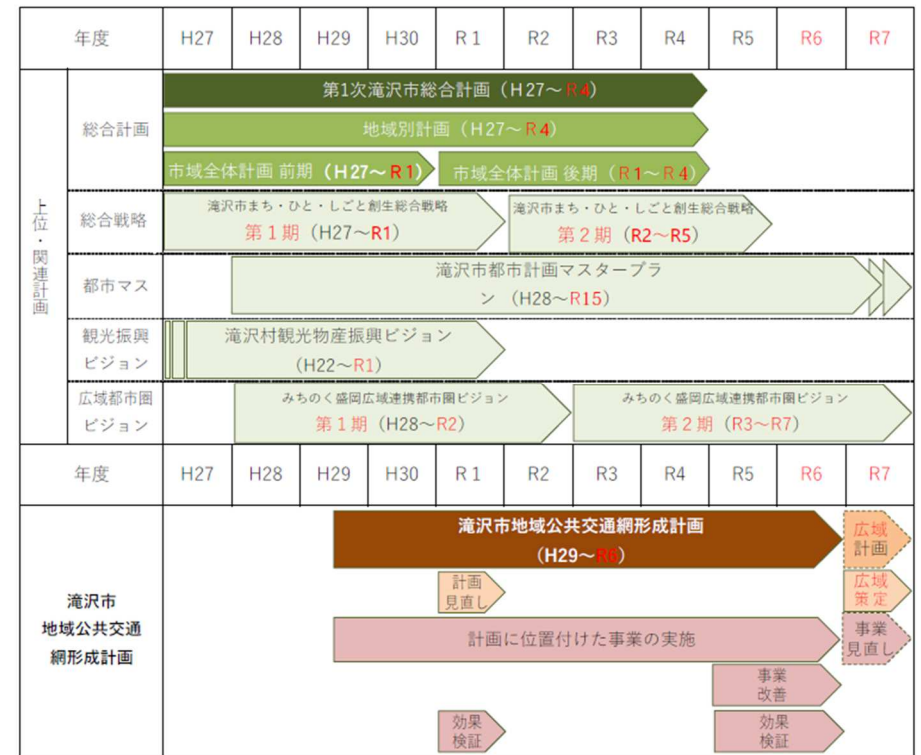 年度 H27 H28 H29 H30 R1 R2 R3 R4 R5 R6 R7
上位・関連計画
総合計画
第1次滝沢市総合計画（H27～R4）
地域別計画（H27～R4）
市域全体計画 前期（H27～R1） 市域全体計画 後期（R1～R4）
総合戦略
滝沢市まち・ひと・しごと創生総合戦略
第1期（H27～R1）
滝沢市まち・ひと・しごと創生総合戦略
第2期（R2～R5）
都市マス
滝沢市都市計画マスタープラ
ン（H28～R15）
観光振興
ビジョン
滝沢村観光物産振興ビジョン
（H22～R1）
広域都市圏
ビジョン
みちのく盛岡広域連携都市圏ビジョン
第1期（H28～R2）
みちのく盛岡広域連携都市圏ビジョン
第2期（R3～R7）
年度 H27 H28 H29 H30 R1 R2 R3 R4 R5 R6 R7
滝沢市
地域公共交通
網形成計画
滝沢市地域公共交通網形成計画
（H29～R6）
広域
計画
計画
見直し
広域
策定
計画に位置付けた事業の実施
事業
見直し
事業
改善
効果
検証
効果
検証